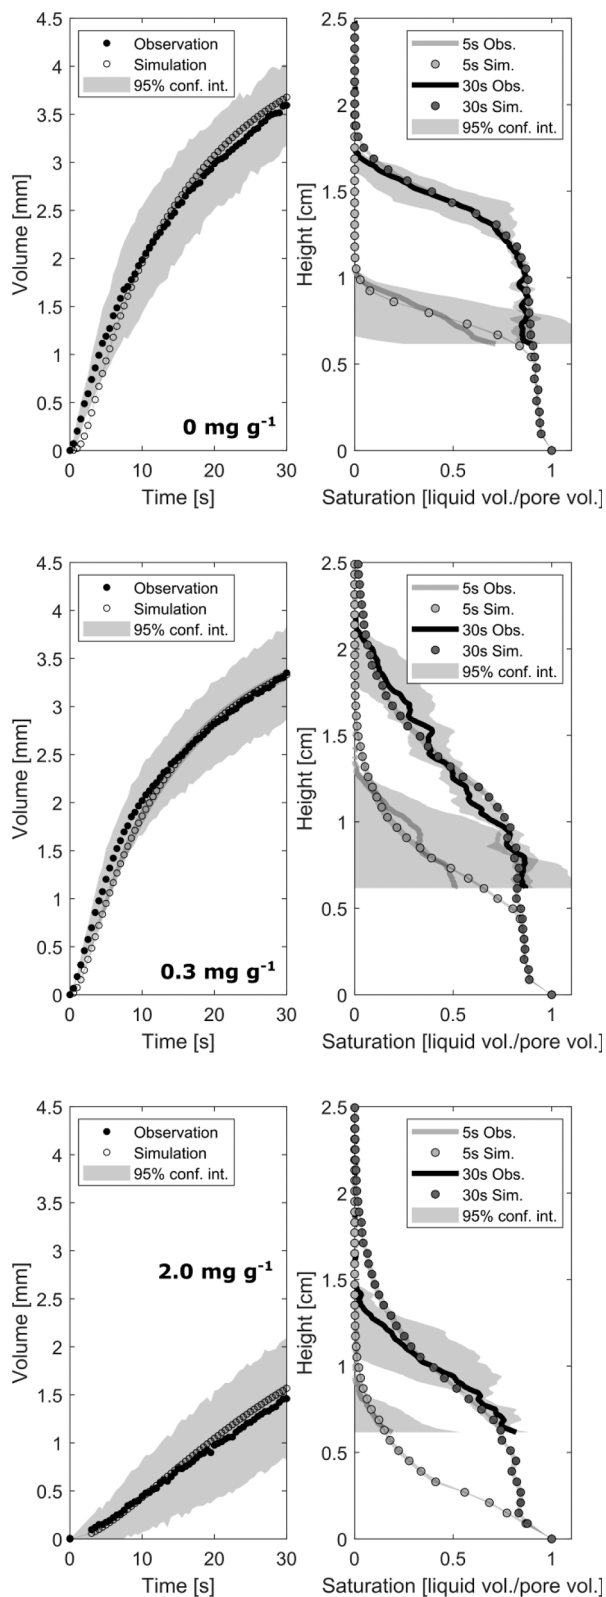 4.5
4
3.5
3
2.5
2
1.5
1
0.5
0
Volume [mm]
Observation
Simulation
95% conf. int.
0 mg g-1
0
10
20
30
Time [s]
2.5
2
1.5
1
0.5
0
Height [cm]
5s Obs.
5s Sim.
30s Obs.
30s Sim.
95% conf. int.
0
0.5
1
Saturation [liquid vol./pore vol.]
4.5
4
3.5
3
2.5
2
1.5
1
0.5
0
Volume [mm]
Observation
Simulation
95% conf. int.
0.3 mg g-1
0
10
20
30
Time [s]
2.5
2
1.5
1
0.5
0
Height [cm]
5s Obs.
5s Sim.
30s Obs.
30s Sim.
95% conf. int.
0
0.5
1
Saturation [liquid vol./pore vol.]
4.5
4
3.5
3
2.5
2
1.5
1
0.5
0
Volume [mm]
Observation
Simulation
95% conf. int.
2.0 mg g-1
0
10
20
30
Time [s]
2.5
2
1.5
1
0.5
0
Height [cm]
5s Obs.
5s Sim.
30s Obs.
30s Sim.
95% conf. int.
0
0.5
1
Saturation [liquid vol./pore vol.]